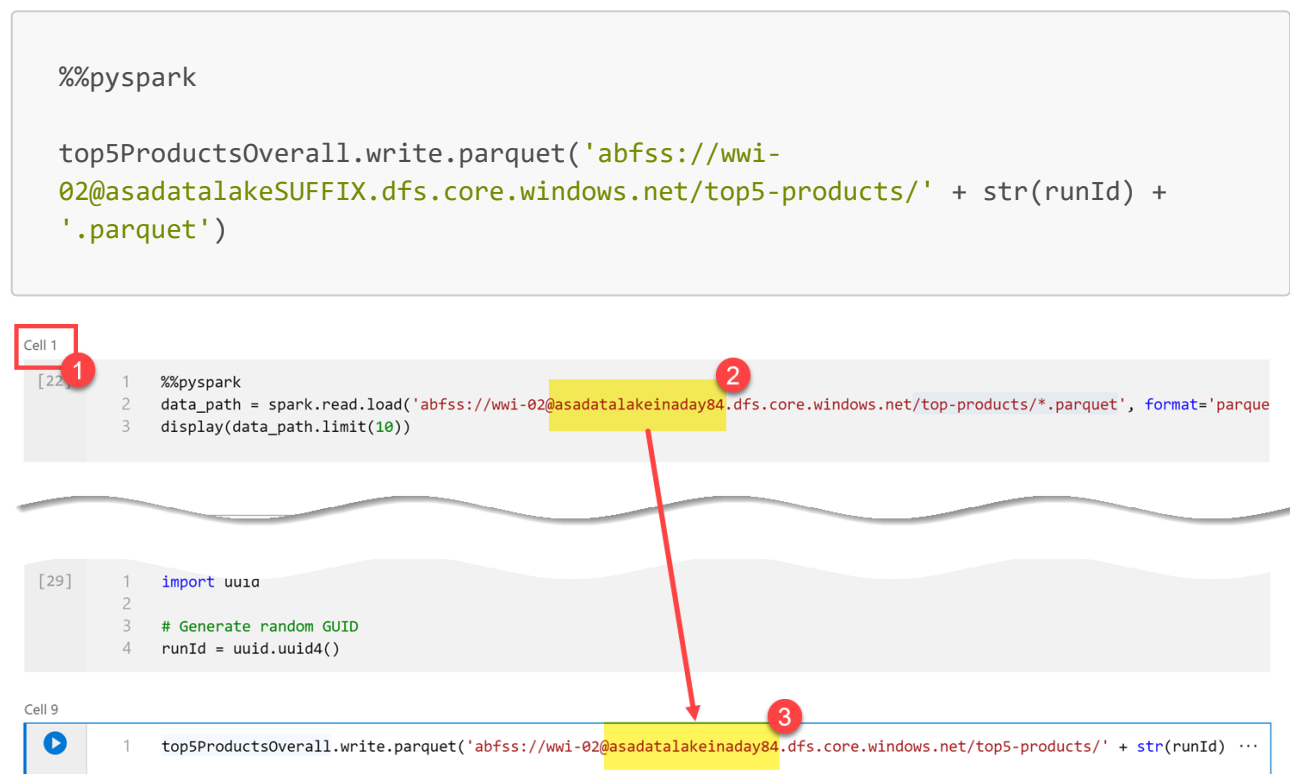 %%pyspark
top5ProductsOverall.write.parquet('abfss://wwi-
02@asadatalakeSUFFIX.dfs.core.windows.net/top5-products/' + str(runId) +
'.parquet')
Cell 1
1
[22]
2
1 %%pyspark
2 data_path = spark.read.load('abfss://wwi-02@asadatalakeinaday84.dfs.core.windows.net/top-products/*.parquet', format='parque
3 display(data_path.limit(10))
[29]
1 import uuid
2
3 # Generate random GUID
4 runId = uuid.uuid4()
Cell 9
3
1 top5ProductsOverall.write.parquet('abfss://wwi-02@asadatalakeinaday84.dfs.core.windows.net/top5-products/' + str(runId) ···